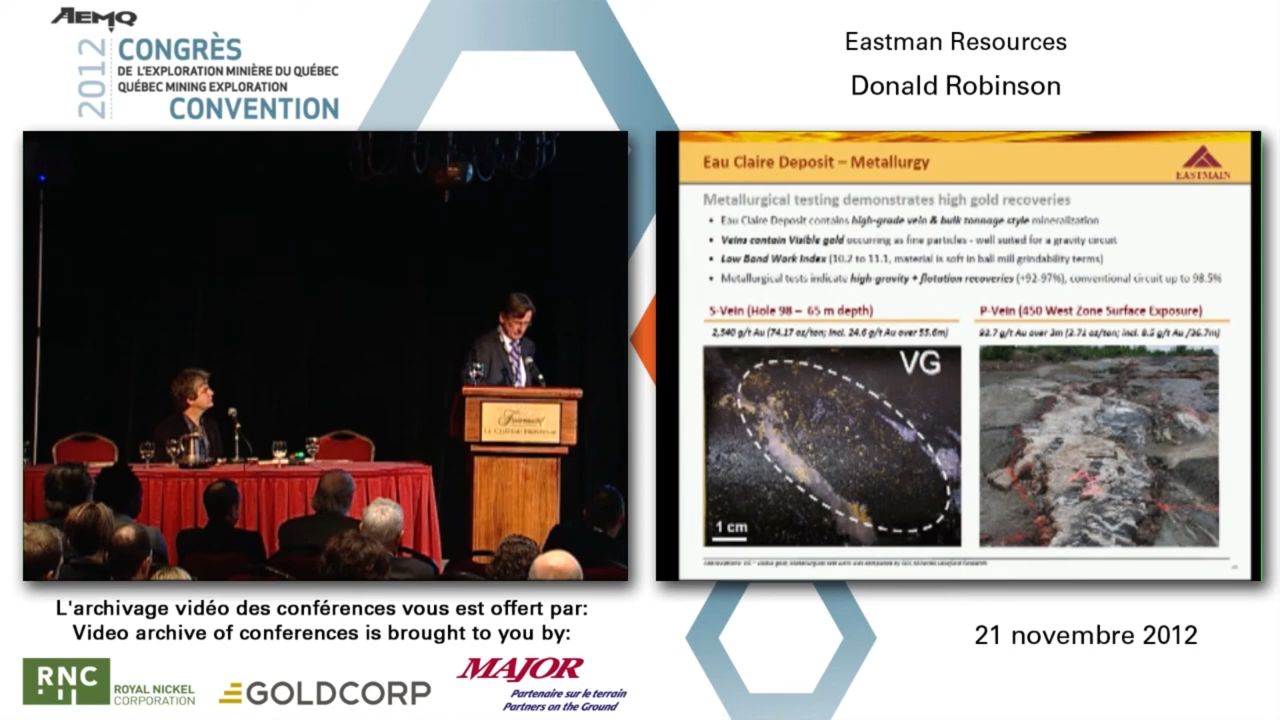 AEMQ
2012
CONGRÈS
DE L'EXPLORATION MINIÈRE DU QUÉBEC
QUÉBEC MINING EXPLORATION
CONVENTION
Eastman Resources
Donald Robinson
Eau Claire Deposit – Metallurgy
EASTMAIN
Metallurgical testing demonstrates high gold recoveries
• Eau Claire Deposit contains high-grade vein & bulk tonnage style mineralization
• Veins contain Visible gold occurring as fine particles - well suited for a gravity circuit
• Low Bond Work Index (10.7 to 11.1, material is soft in ball mill grindability terms)
• Metallurgical tests indicate high gravity + flotation recoveries (+92-97%), conventional circuit up to 98.5%
S-Vein (Hole 98 – 65 m depth)
2,540 g/t Au (74.17 oz/ton; Incl. 24.6 g/t Au over 55.6m)
P-Vein (450 West Zone Surface Exposure)
92.7 g/t Au over 3m (2.71 oz/ton; incl. 8.5 g/t Au /36.7m)
VG
1 cm
Fairmont
LE CHÂTEAU FRONTENAC
L'archivage vidéo des conférences vous est offert par:
Video archive of conferences is brought to you by:
21 novembre 2012
RNC
ROYAL NICKEL
CORPORATION
GOLDCORP
MAJOR
Partenaire sur le terrain
Partners on the Ground